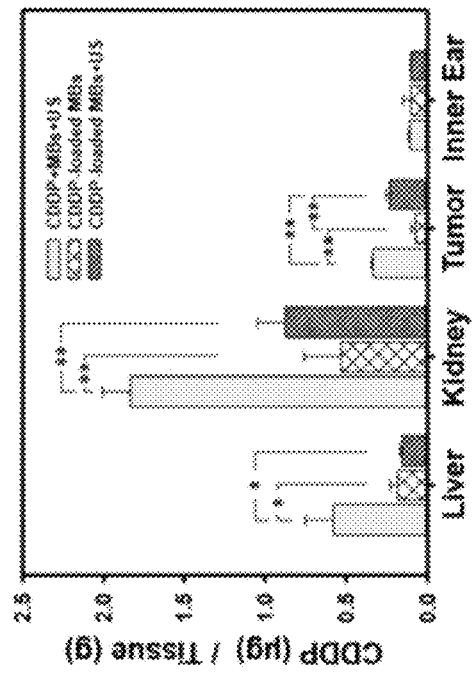 CDDP+MBs+US
CDDP-loaded MBs
CDDP-loaded MBs+US
2.5
2.0
1.5
1.0
0.5
0.0
CDDP (μg) / Tissue (g)
** 
**
*
*
**
**
**
Liver Kidney Tumor Inner Ear